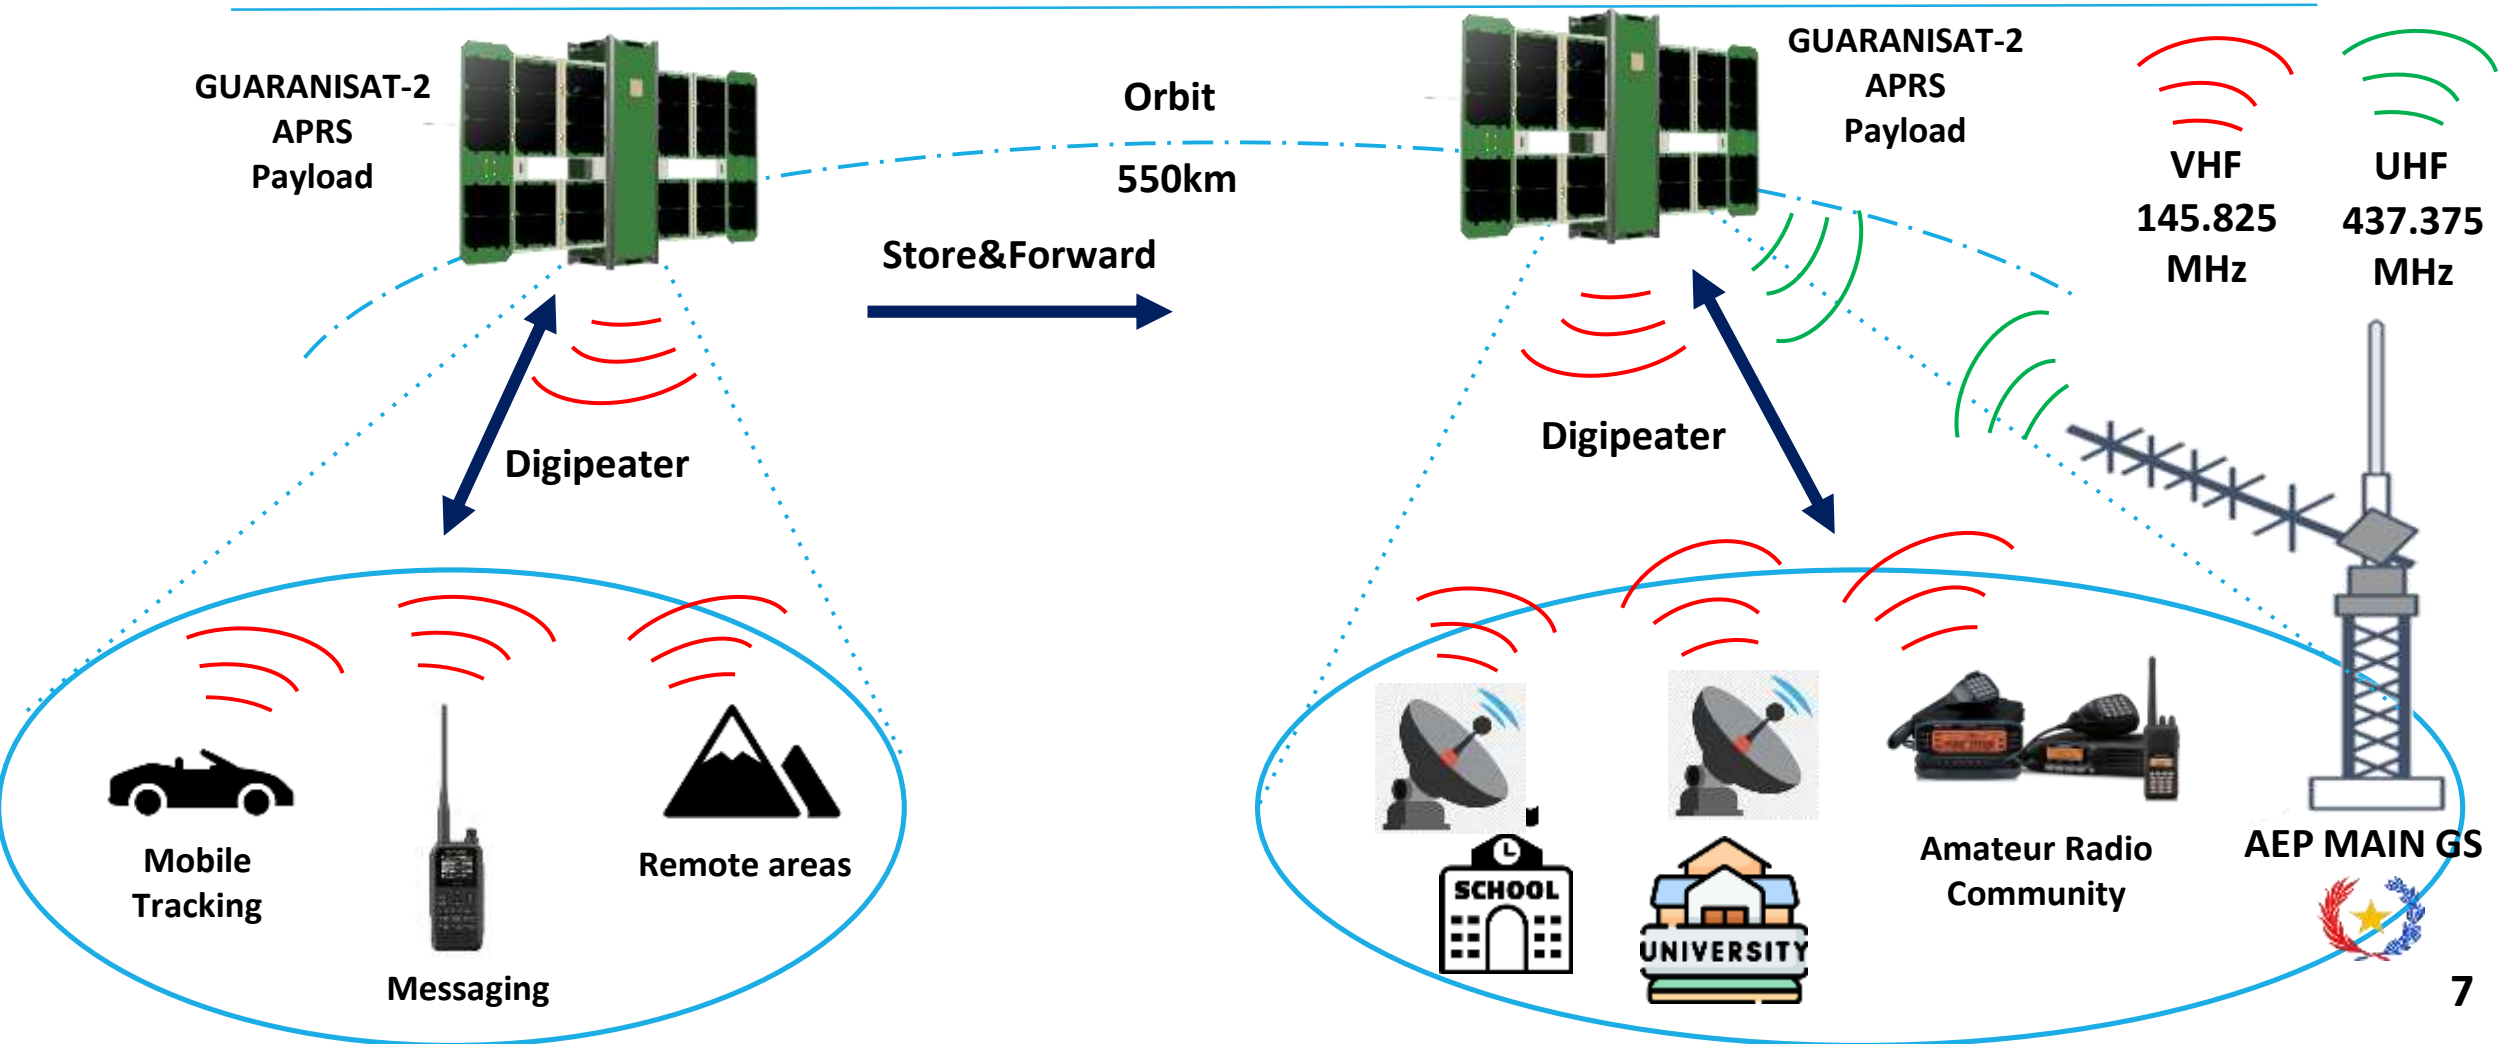 GUARANISAT-2
APRS
Payload
Orbit
550km
Store&Forward
GUARANISAT-2
APRS
Payload
VHF
145.825
MHz
UHF
437.375
MHz
Digipeater
Digipeater
Mobile
Tracking
Messaging
Remote areas
SCHOOL
UNIVERSITY
Amateur Radio
Community
AEP MAIN GS
7